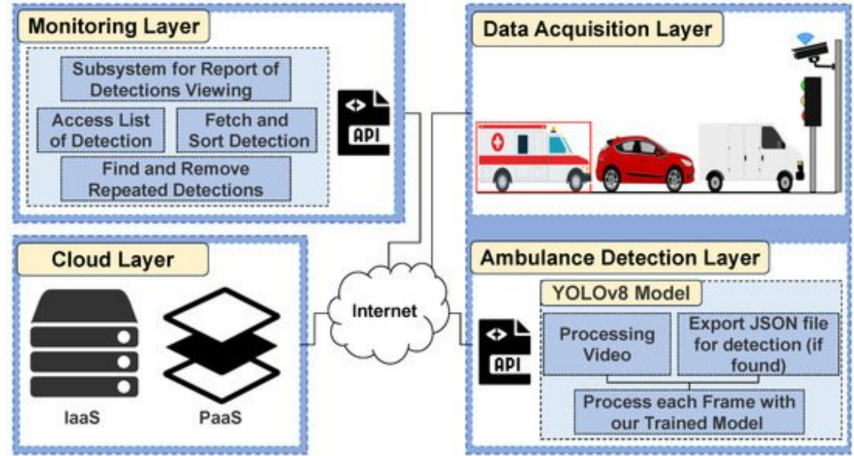 Monitoring Layer
Subsystem for Report of
Detections Viewing
Access List
of Detection
Fetch and
Sort Detection
Find and Remove
Repeated Detections
<> 
API
Data Acquisition Layer
Cloud Layer
IaaS
PaaS
Internet
Ambulance Detection Layer
<>
API
YOLOv8 Model
Processing
Video
Export JSON file
for detection (if
found)
Process each Frame with
our Trained Model